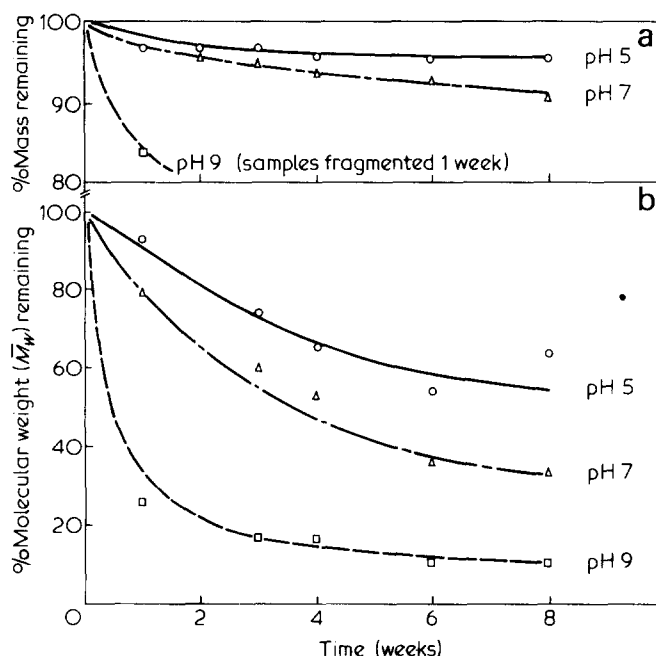 a
100
90
80
%Mass remaining
pH 5
pH 7
pH 9 (samples fragmented 1 week)
b
100
80
60
40
20
0
%Molecular weight (M̄w) remaining
pH 5
pH 7
pH 9
2
4
6
8
Time (weeks)